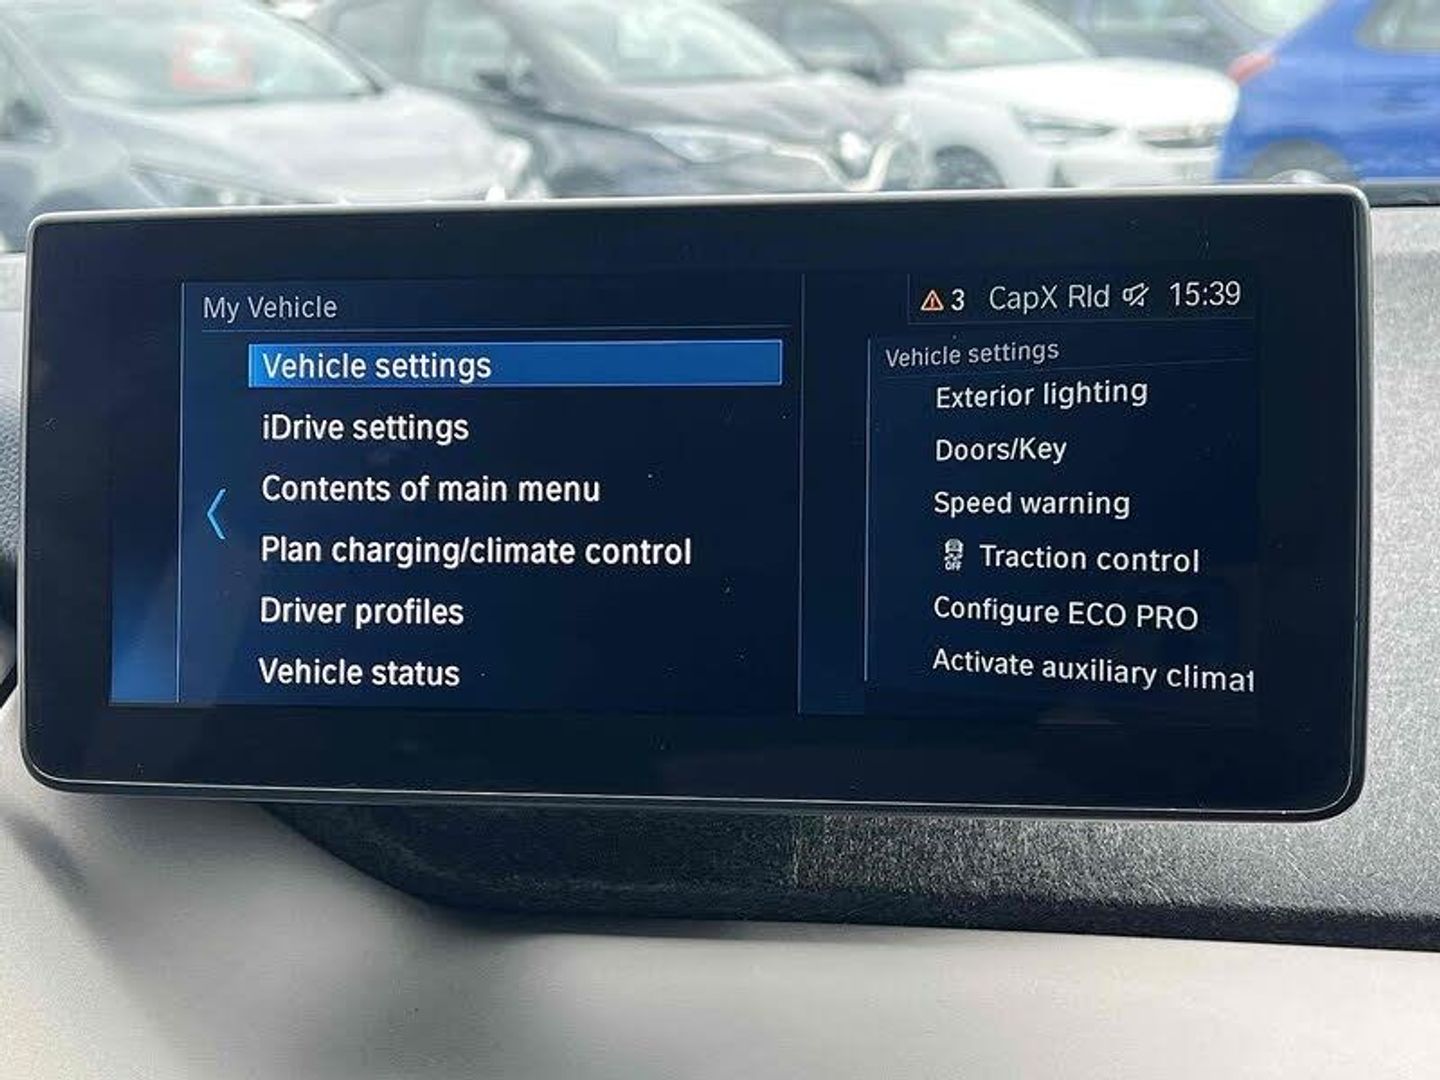 My Vehicle
3 CapX Rld 15:39
Vehicle settings
iDrive settings
Contents of main menu
Plan charging/climate control
Driver profiles
Vehicle status
Vehicle settings
Exterior lighting
Doors/Key
Speed warning
OFF Traction control
Configure ECO PRO
Activate auxiliary climat